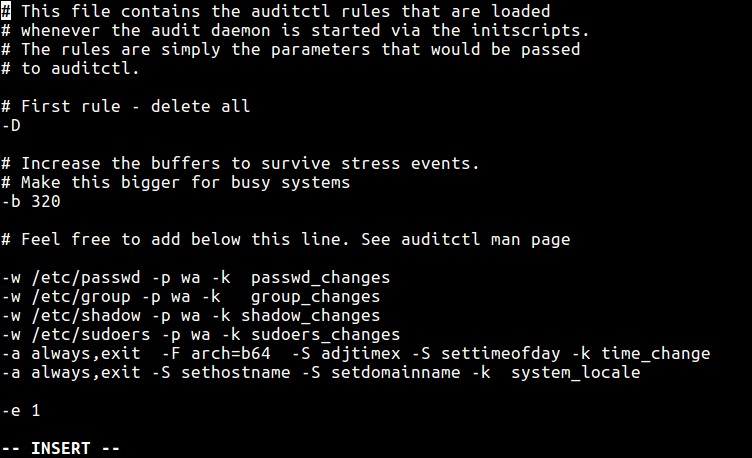 # This file contains the auditctl rules that are loaded
# whenever the audit daemon is started via the initscripts.
# The rules are simply the parameters that would be passed
# to auditctl.

# First rule - delete all
-D

# Increase the buffers to survive stress events.
# Make this bigger for busy systems
-b 320

# Feel free to add below this line. See auditctl man page

-w /etc/passwd -p wa -k  passwd_changes
-w /etc/group -p wa -k   group_changes
-w /etc/shadow -p wa -k shadow_changes
-w /etc/sudoers -p wa -k sudoers_changes
-a always,exit  -F arch=b64  -S adjtimex -S settimeofday -k time_change
-a always,exit -S sethostname -S setdomainname -k  system_locale

-e 1

-- INSERT --